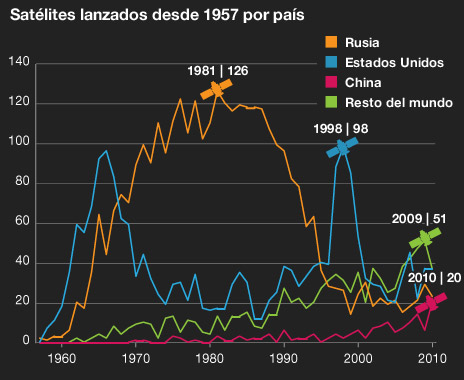 Satélites lanzados desde 1957 por país
Rusia
Estados Unidos
China
Resto del mundo
1981 | 126
1998 | 98
2009 | 51
2010 | 20
140
120
100
80
60
40
20
0
1960 1970 1980 1990 2000 2010